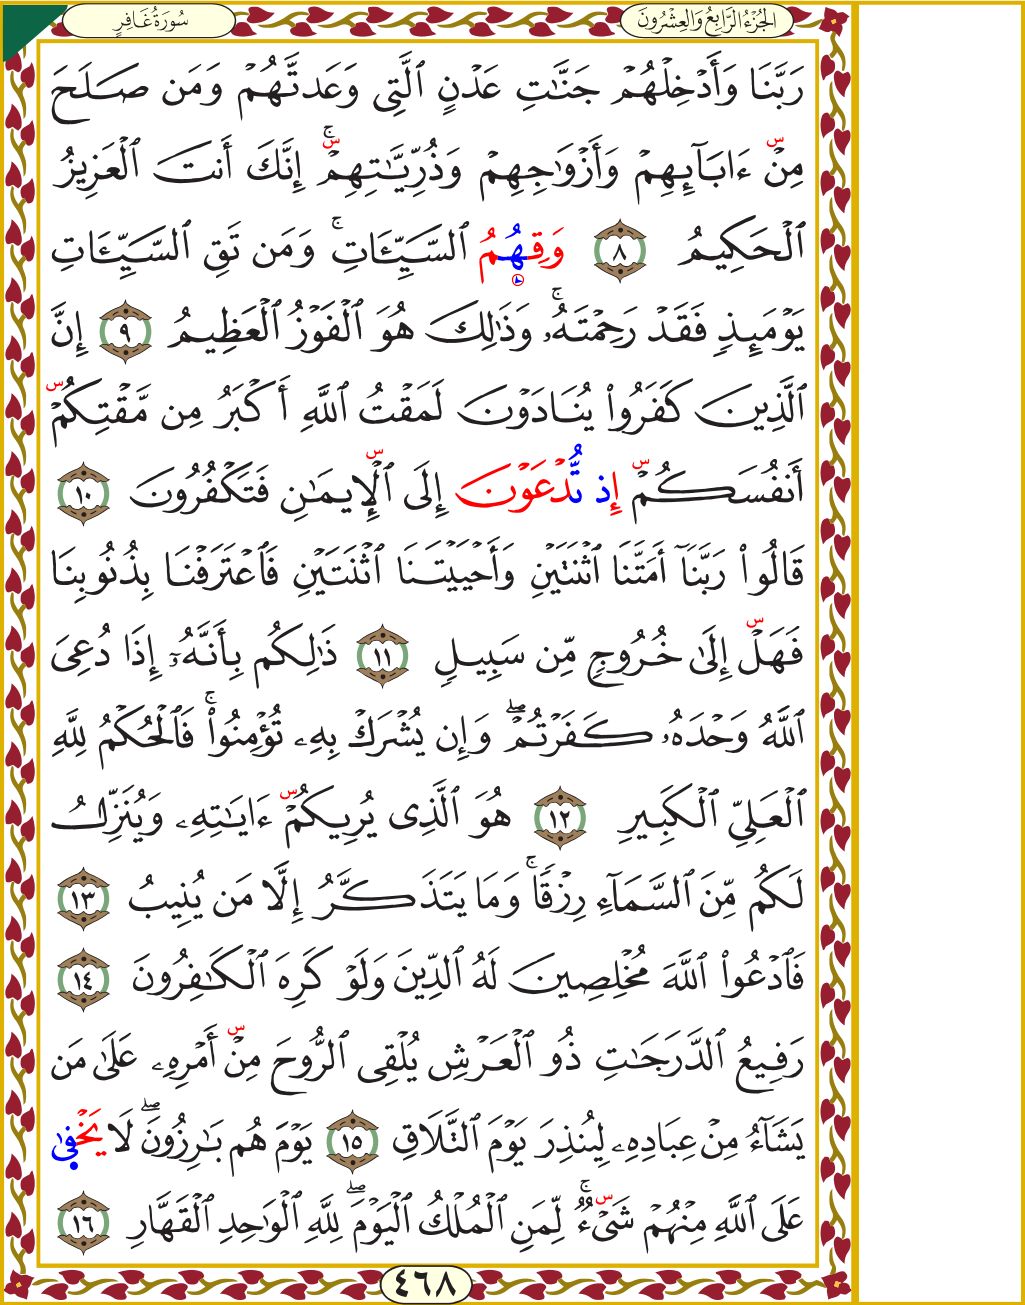 سُورَةُ غَافِرٍ
الجُزْءُ الرَّابِعُ وَالعِشْرُونَ
رَبَّنَا وَأَدْخِلْهُمْ جَنَّٰتِ عَدْنٍ ٱلَّتِى وَعَدتَّهُمْ وَمَن صَلَحَ
مِنْ ءَابَآئِهِمْ وَأَزْوَٰجِهِمْ وَذُرِّيَّٰتِهِمْ ۚ إِنَّكَ أَنتَ ٱلْعَزِيزُ
ٱلْحَكِيمُ ٨ وَقِهُمُ ٱلسَّيِّـَٔاتِ ۚ وَمَن تَقِ ٱلسَّيِّـَٔاتِ
يَوْمَئِذٍ فَقَدْ رَحِمْتَهُۥ ۚ وَذَٰلِكَ هُوَ ٱلْفَوْزُ ٱلْعَظِيمُ ٩ إِنَّ
ٱلَّذِينَ كَفَرُوا۟ يُنَادَوْنَ لَمَقْتُ ٱللَّهِ أَكْبَرُ مِن مَّقْتِكُمْ
أَنفُسَكُمْ إِذ تُّدْعَوْنَ إِلَى ٱلْإِيمَٰنِ فَتَكْفُرُونَ ١٠
قَالُوا۟ رَبَّنَآ أَمَتَّنَا ٱثْنَتَيْنِ وَأَحْيَيْتَنَا ٱثْنَتَيْنِ فَٱعْتَرَفْنَا بِذُنُوبِنَا
فَهَلْ إِلَىٰ خُرُوجٍ مِّن سَبِيلٍ ١١ ذَٰلِكُم بِأَنَّهُۥٓ إِذَا دُعِىَ
ٱللَّهُ وَحْدَهُۥ كَفَرْتُمْ ۖ وَإِن يُشْرَكْ بِهِۦ تُؤْمِنُوا۟ ۚ فَٱلْحُكْمُ لِلَّهِ
ٱلْعَلِىِّ ٱلْكَبِيرِ ١٢ هُوَ ٱلَّذِى يُرِيكُمْ ءَايَٰتِهِۦ وَيُنَزِّلُ
لَكُم مِّنَ ٱلسَّمَآءِ رِزْقًا ۚ وَمَا يَتَذَكَّرُ إِلَّا مَن يُنِيبُ ١٣
فَٱدْعُوا۟ ٱللَّهَ مُخْلِصِينَ لَهُ ٱلدِّينَ وَلَوْ كَرِهَ ٱلْكَٰفِرُونَ ١٤
رَفِيعُ ٱلدَّرَجَٰتِ ذُو ٱلْعَرْشِ يُلْقِى ٱلرُّوحَ مِنْ أَمْرِهِۦ عَلَىٰ مَن
يَشَآءُ مِنْ عِبَادِهِۦ لِيُنذِرَ يَوْمَ ٱلتَّلَاقِ ١٥ يَوْمَ هُم بَٰرِزُونَ ۖ لَا يَخْفَىٰ
عَلَى ٱللَّهِ مِنْهُمْ شَىْءٌ ۚ لِّمَنِ ٱلْمُلْكُ ٱلْيَوْمَ ۖ لِلَّهِ ٱلْوَٰحِدِ ٱلْقَهَّارِ ١٦
٤٦٨